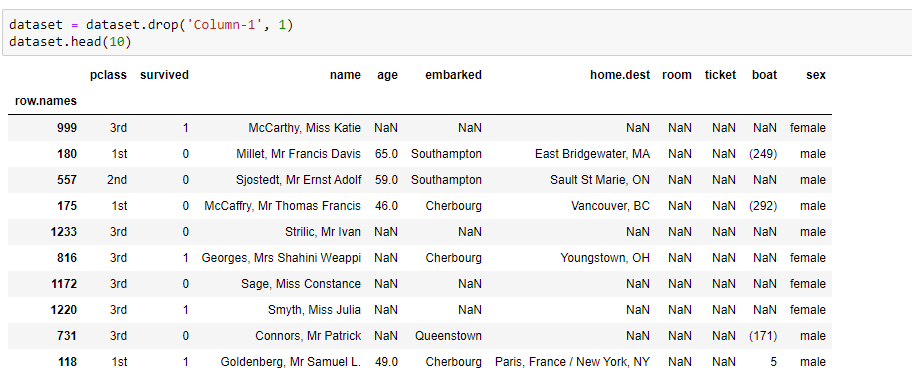 dataset = dataset.drop('Column-1', 1)
dataset.head(10)
pclass survived name age embarked home.dest room ticket boat sex
row.names
999 3rd 1 McCarthy, Miss Katie NaN NaN NaN NaN NaN NaN female
180 1st 0 Millet, Mr Francis Davis 65.0 Southampton East Bridgewater, MA NaN NaN (249) male
557 2nd 0 Sjostedt, Mr Ernst Adolf 59.0 Southampton Sault St Marie, ON NaN NaN NaN male
175 1st 0 McCaffry, Mr Thomas Francis 46.0 Cherbourg Vancouver, BC NaN NaN (292) male
1233 3rd 0 Strilic, Mr Ivan NaN NaN NaN NaN NaN NaN male
816 3rd 1 Georges, Mrs Shahini Weappi NaN Cherbourg Youngstown, OH NaN NaN NaN female
1172 3rd 0 Sage, Miss Constance NaN NaN NaN NaN NaN NaN female
1220 3rd 1 Smyth, Miss Julia NaN NaN NaN NaN NaN NaN female
731 3rd 0 Connors, Mr Patrick NaN Queenstown NaN NaN NaN (171) male
118 1st 1 Goldenberg, Mr Samuel L. 49.0 Cherbourg Paris, France / New York, NY NaN NaN 5 male